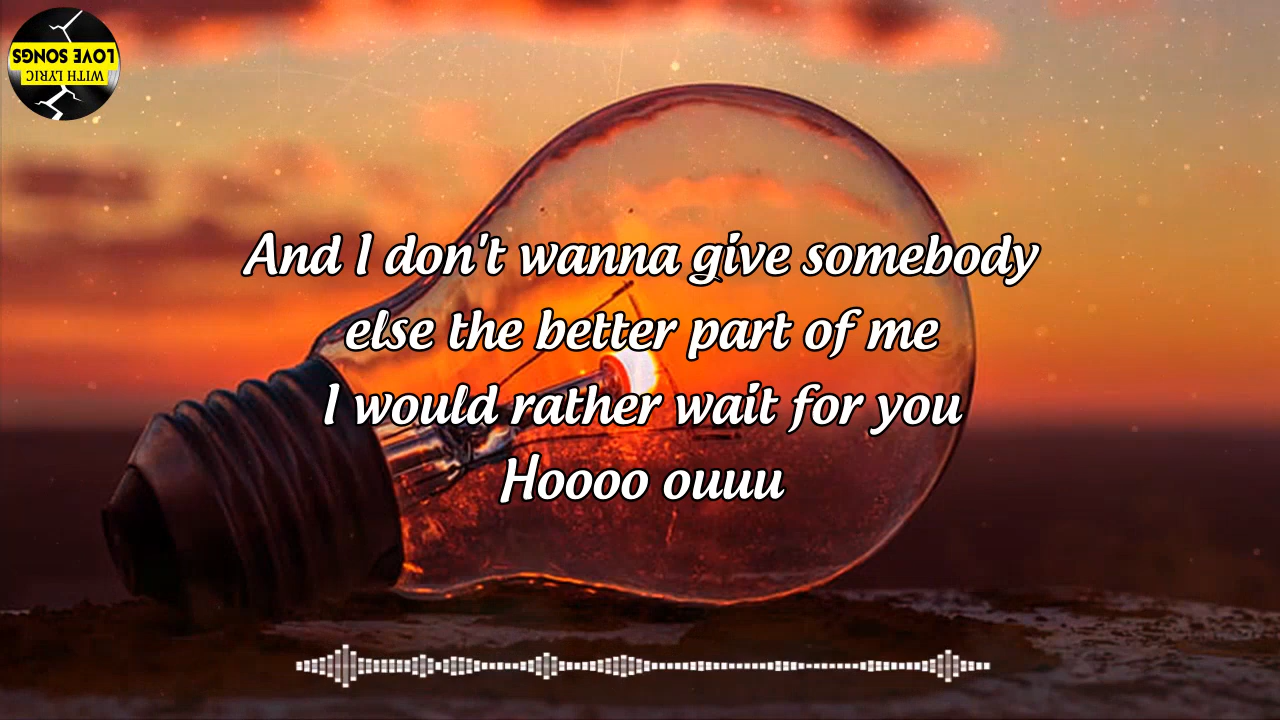 LOVE SONGS
WITH LYRIC
And I don't wanna give somebody
else the better part of me
I would rather wait for you
Hoooo ouuu